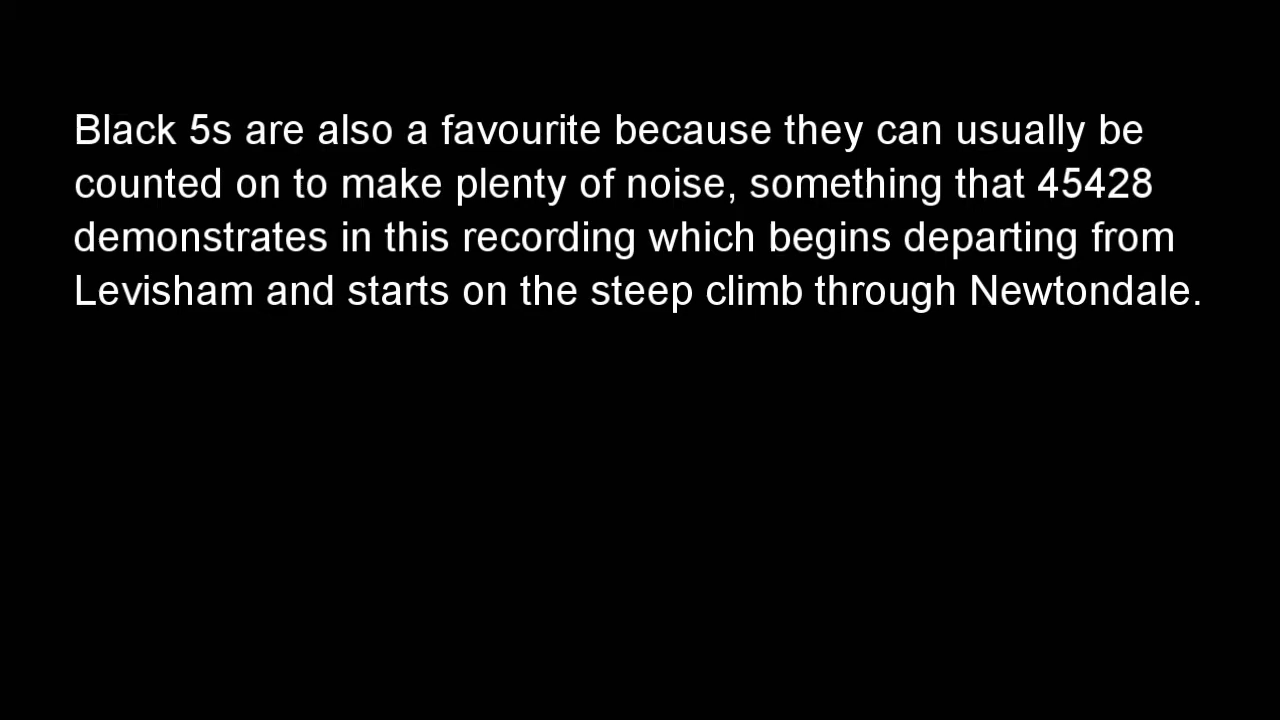 Black 5s are also a favourite because they can usually be
counted on to make plenty of noise, something that 45428
demonstrates in this recording which begins departing from
Levisham and starts on the steep climb through Newtondale.